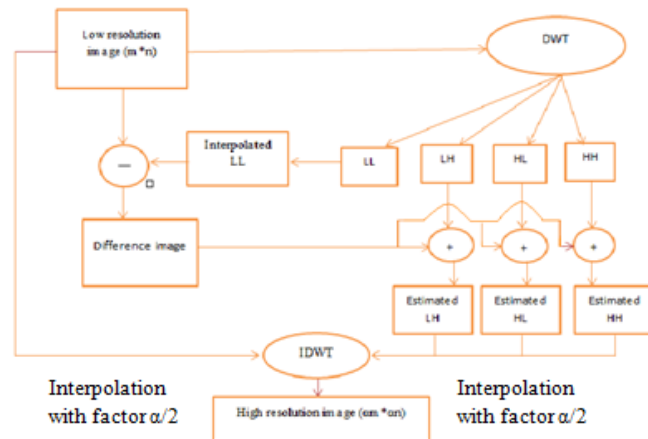 Low resolution
image (m *n)
DWT
Interpolated
LL
LL
LH
HL
HH
—
Difference image
+
+
+
Estimated
LH
Estimated
HL
Estimated
HH
IDWT
Interpolation
with factor α/2
Interpolation
with factor α/2
High resolution image (αm *αn)